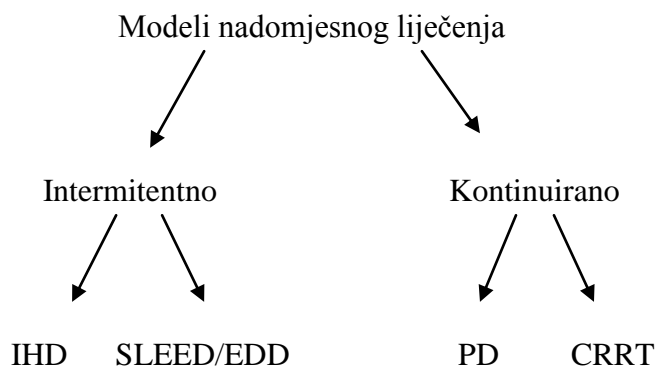 Modeli nadomjesnog liječenja
Intermitentno Kontinuirano
IHD SLEED/EDD PD CRRT